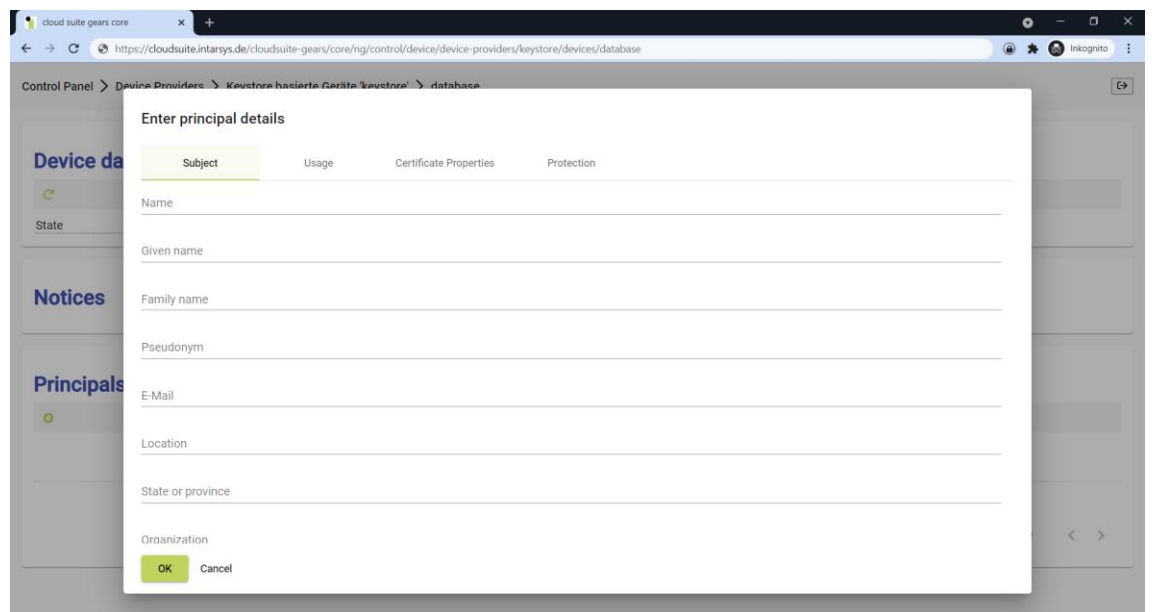 cloud suite gears core
https://cloudsuite.intarsys.de/cloudsuite-gears/core/ng/control/device/device-providers/keystore/devices/database
Inkognito
Control Panel > Device Providers > Keystore basierte Geräte 'keystore' > database
Enter principal details
Device da
Subject Usage Certificate Properties Protection
Name
State
Given name
Notices
Family name
Pseudonym
Principals
E-Mail
Location
State or province
Organization
OK Cancel